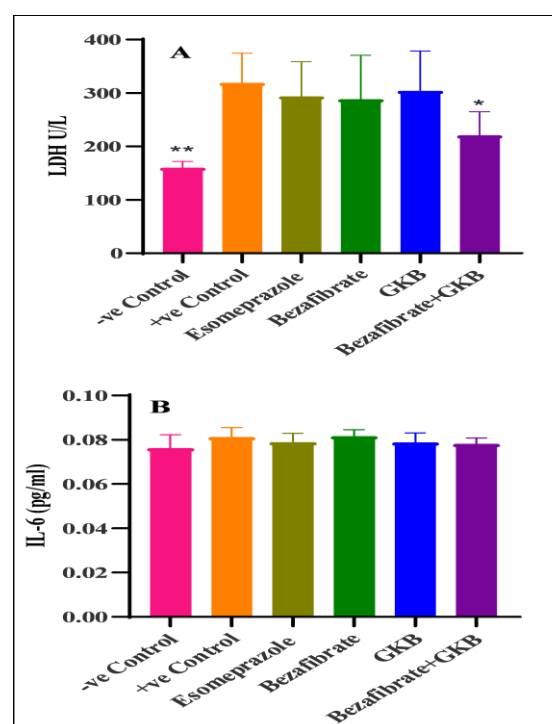 A
LDH U/L
400
300
200
100
0
**
*
-ve Control
+ve Control
Esomeprazole
Bezafibrate
GKB
Bezafibrate+GKB
B
IL-6 (pg/ml)
0.10
0.08
0.06
0.04
0.02
0.00
-ve Control
+ve Control
Esomeprazole
Bezafibrate
GKB
Bezafibrate+GKB